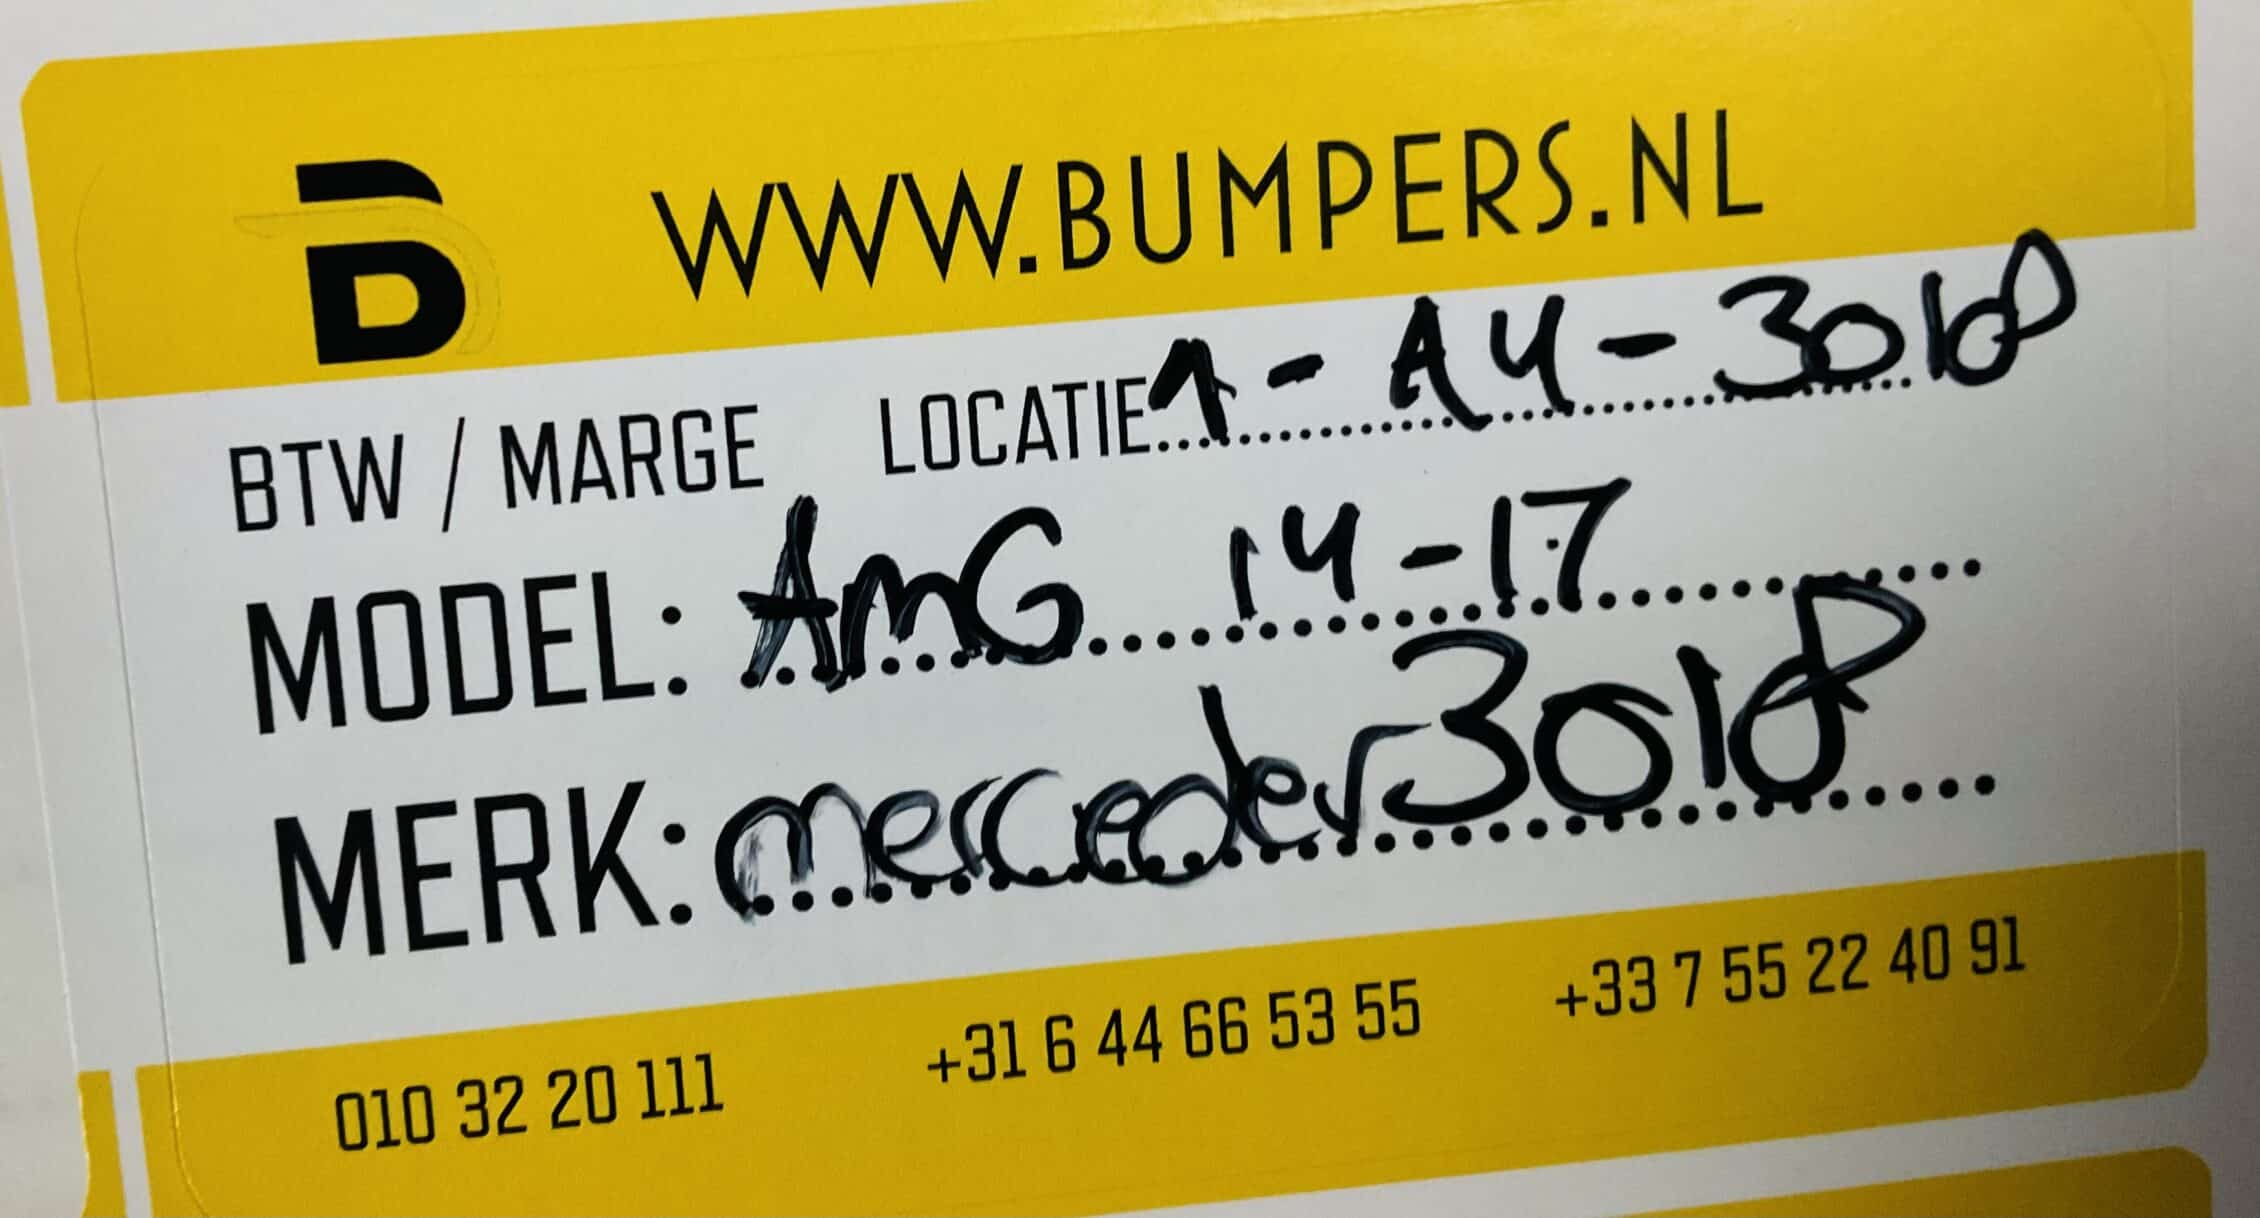 WWW.BUMPERS.NL
BTW / MARGE LOCATIE 1 - A4 - 3018
MODEL: AMG 14-17
MERK: mercedes 3018
010 32 20 111 +31 6 44 66 53 55 +33 7 55 22 40 91